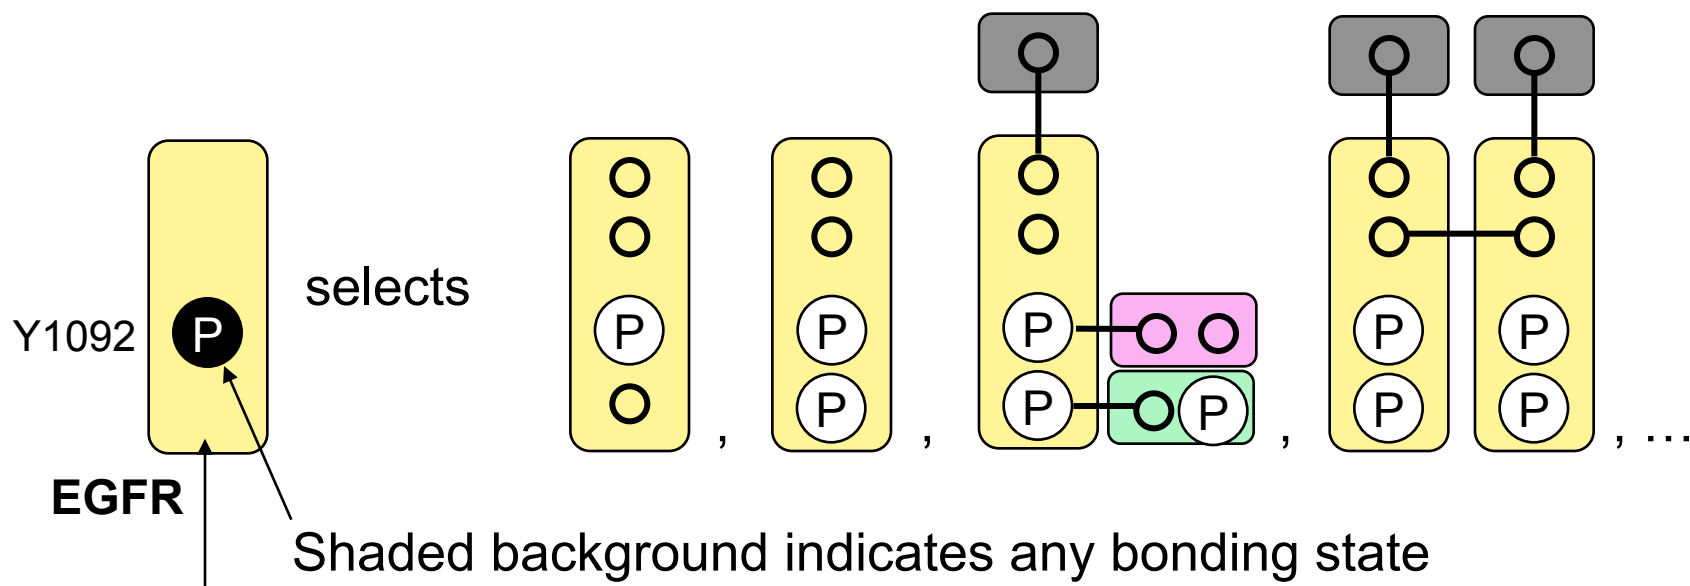 selects
Y1092 P
P P P P P
P P P P P
, , , , …
EGFR
Shaded background indicates any bonding state